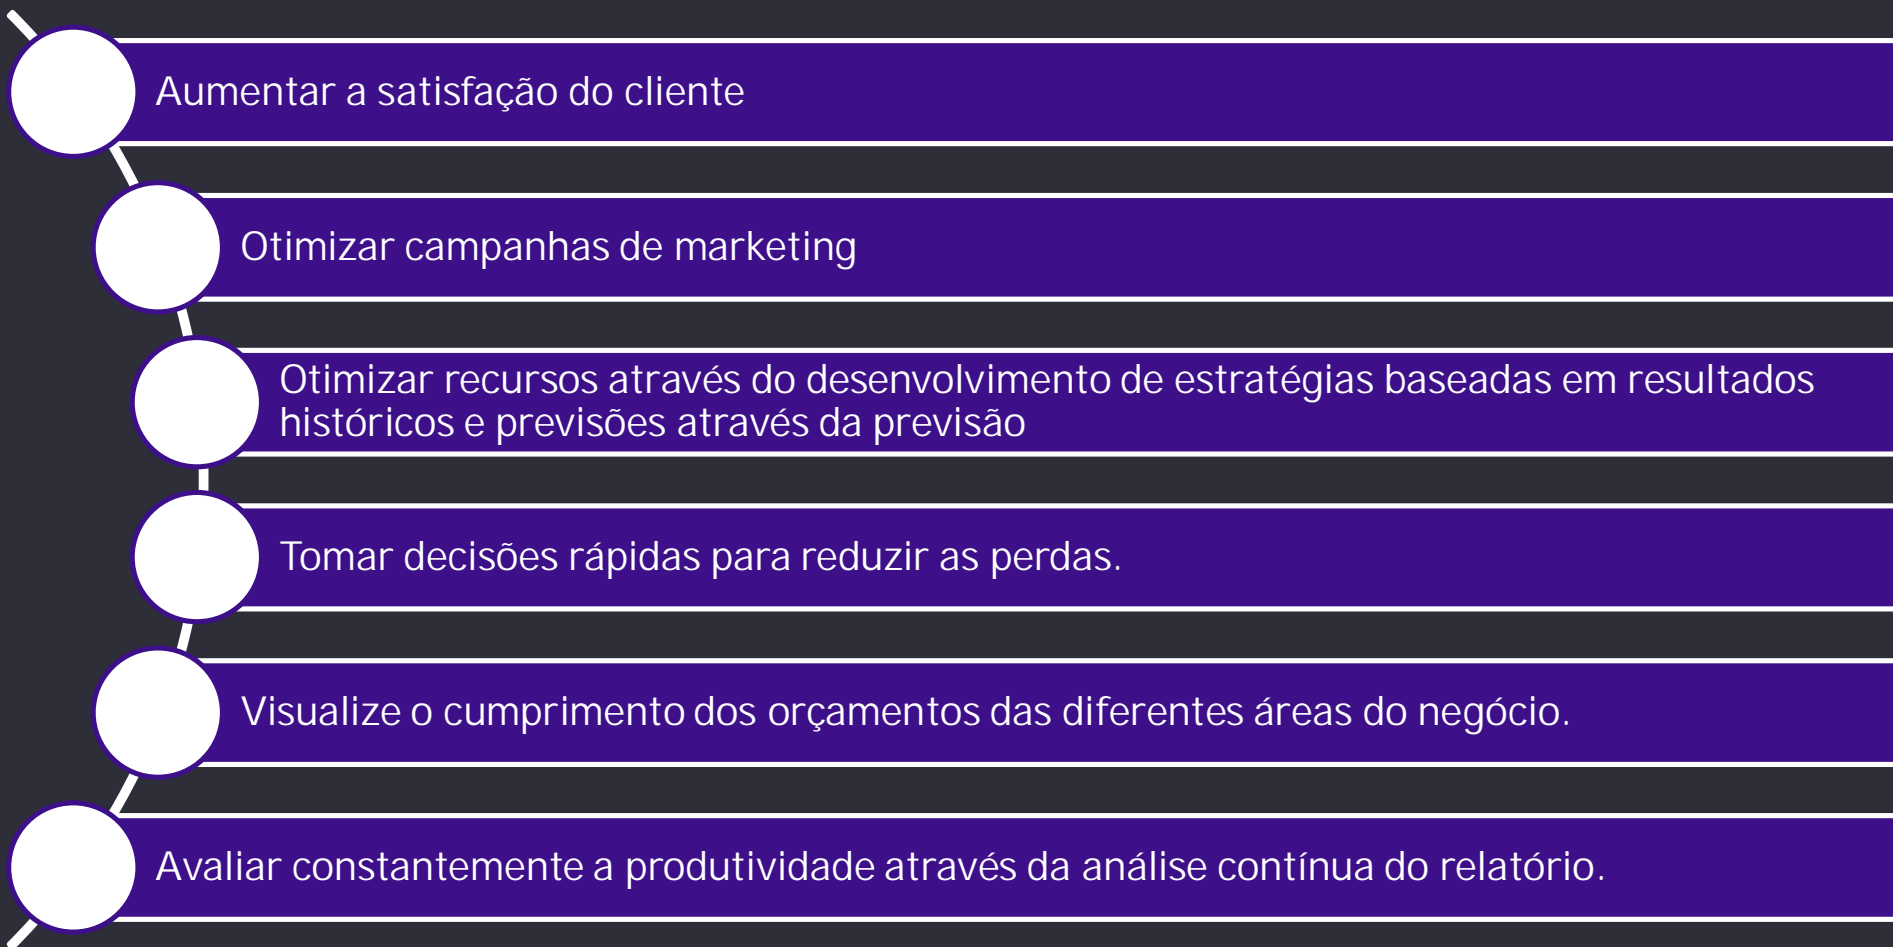 Aumentar a satisfação do cliente
Otimizar campanhas de marketing
Otimizar recursos através do desenvolvimento de estratégias baseadas em resultados
históricos e previsões através da previsão
Tomar decisões rápidas para reduzir as perdas.
Visualize o cumprimento dos orçamentos das diferentes áreas do negócio.
Avaliar constantemente a produtividade através da análise contínua do relatório.